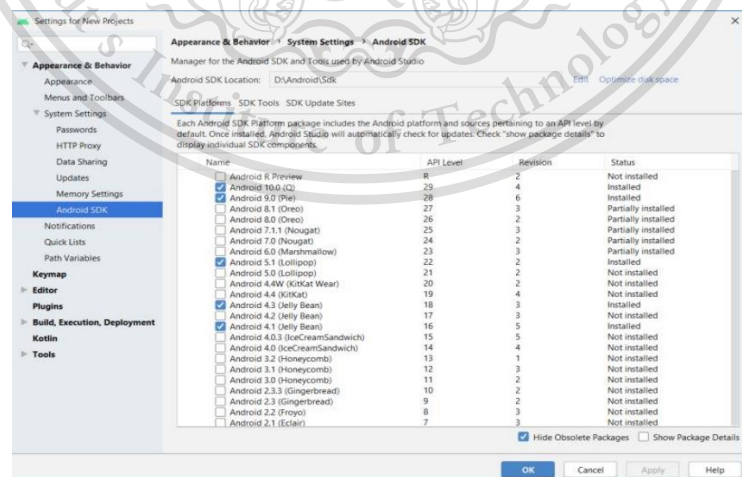 Settings for New Projects
Appearance & Behavior
Appearance
Menus and Toolbars
System Settings
Passwords
HTTP Proxy
Data Sharing
Updates
Memory Settings
Android SDK
Notifications
Quick Lists
Path Variables
Keymap
Editor
Plugins
Build, Execution, Deployment
Kotlin
Tools
Appearance & Behavior › System Settings › Android SDK
Manager for the Android SDK and Tools used by Android Studio
Android SDK Location: D:\Android\Sdk Edit Optimize disk space
SDK Platforms SDK Tools SDK Update Sites
Each Android SDK Platform package includes the Android platform and sources pertaining to an API level by
default. Once installed, Android Studio will automatically check for updates. Check "show package details" to
display individual SDK components.
Name API Level Revision Status
Android R Preview R 2 Not installed
Android 10.0 (Q) 29 4 Installed
Android 9.0 (Pie) 28 6 Installed
Android 8.1 (Oreo) 27 3 Partially installed
Android 8.0 (Oreo) 26 2 Partially installed
Android 7.1.1 (Nougat) 25 3 Partially installed
Android 7.0 (Nougat) 24 2 Partially installed
Android 6.0 (Marshmallow) 23 3 Partially installed
Android 5.1 (Lollipop) 22 2 Installed
Android 5.0 (Lollipop) 21 2 Not installed
Android 4.4W (KitKat Wear) 20 2 Not installed
Android 4.4 (KitKat) 19 4 Not installed
Android 4.3 (Jelly Bean) 18 3 Installed
Android 4.2 (Jelly Bean) 17 3 Not installed
Android 4.1 (Jelly Bean) 16 5 Installed
Android 4.0.3 (IceCreamSandwich) 15 5 Not installed
Android 4.0 (IceCreamSandwich) 14 4 Not installed
Android 3.2 (Honeycomb) 13 1 Not installed
Android 3.1 (Honeycomb) 12 3 Not installed
Android 3.0 (Honeycomb) 11 2 Not installed
Android 2.3.3 (Gingerbread) 10 2 Not installed
Android 2.3 (Gingerbread) 9 2 Not installed
Android 2.2 (Froyo) 8 3 Not installed
Android 2.1 (Eclair) 7 3 Not installed
Hide Obsolete Packages Show Package Details
OK Cancel Apply Help
Institute of Technolo